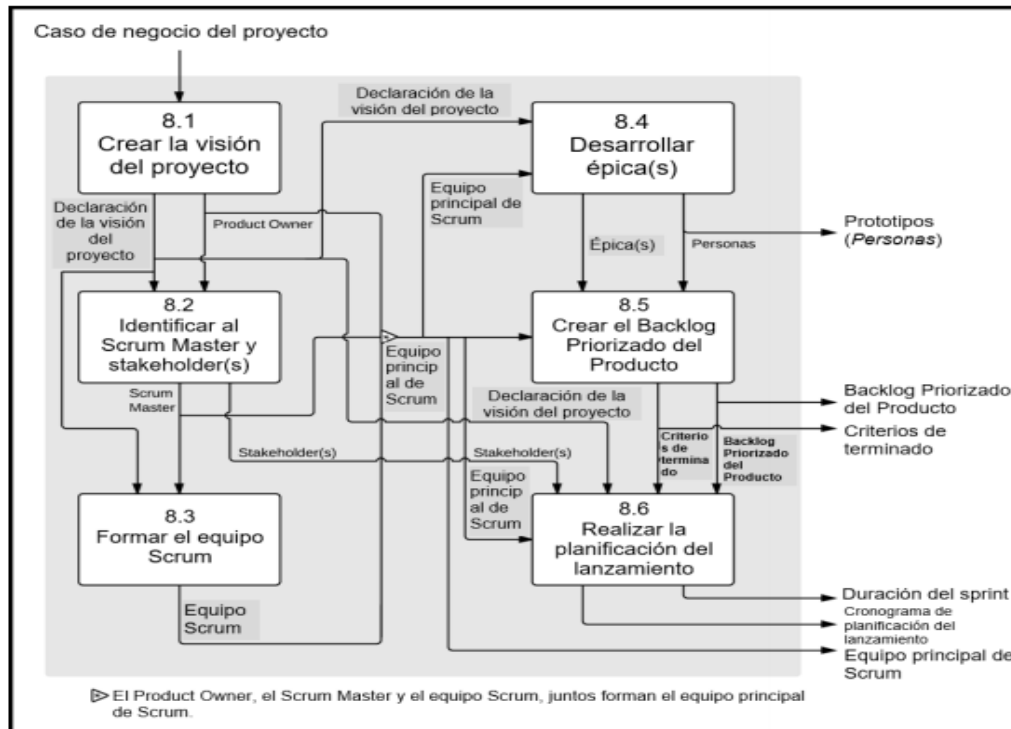 Caso de negocio del proyecto
8.1
Crear la visión
del proyecto
Declaración de la
visión del proyecto
8.4
Desarrollar
épica(s)
Declaración
de la visión
del
proyecto
Product Owner
Equipo
principal de
Scrum
Épica(s)
Personas
Prototipos
(Personas)
8.2
Identificar al
Scrum Master y
stakeholder(s)
8.5
Crear el Backlog
Priorizado del
Producto
Equipo
princip
al de
Scrum
Scrum
Master
Declaración de la
visión del proyecto
Backlog Priorizado
del Producto
Criterios de
terminado
Criterio
s de
termina
do
Backlog
Priorizado
del
Producto
Stakeholder(s)
Stakeholder(s)
Equipo
princip
al de
Scrum
8.3
Formar el equipo
Scrum
8.6
Realizar la
planificación del
lanzamiento
Equipo
Scrum
Duración del sprint
Cronograma de
planificación del
lanzamiento
Equipo principal de
Scrum
El Product Owner, el Scrum Master y el equipo Scrum, juntos forman el equipo principal
de Scrum.